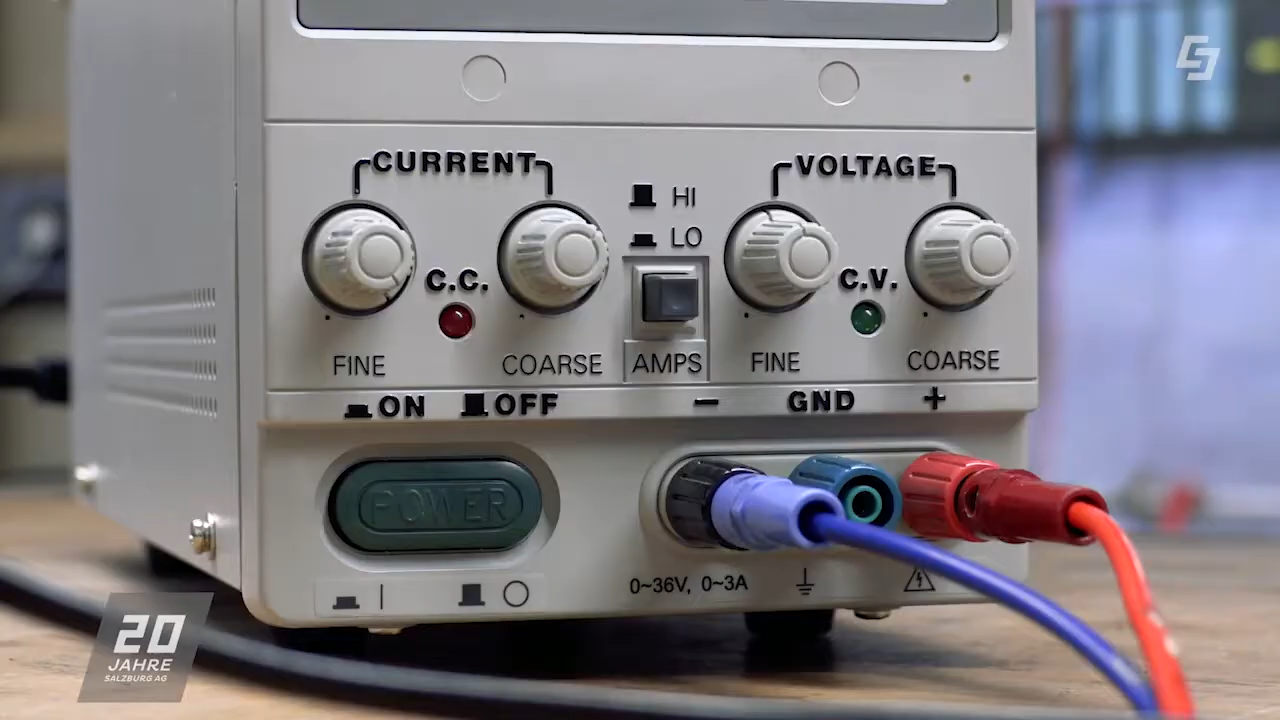 CURRENT
VOLTAGE
HI
LO
C.C.
C.V.
FINE
COARSE
AMPS
FINE
COARSE
ON
OFF
-
GND
+
POWER
0~36V, 0~3A
20
JAHRE
SALZBURG AG